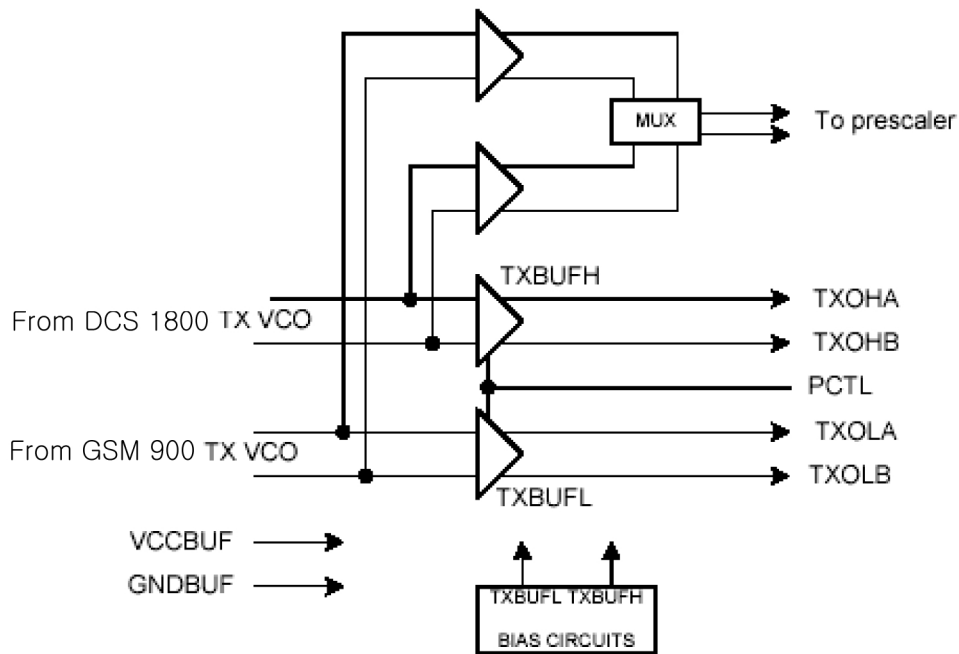 MUX
To prescaler
TXBUFH
From DCS 1800 TX VCO
TXOHA
TXOHB
PCTL
From GSM 900 TX VCO
TXOLA
TXOLB
TXBUFL
VCCBUF
GNDBUF
TXBUFL TXBUFH
BIAS CIRCUITS